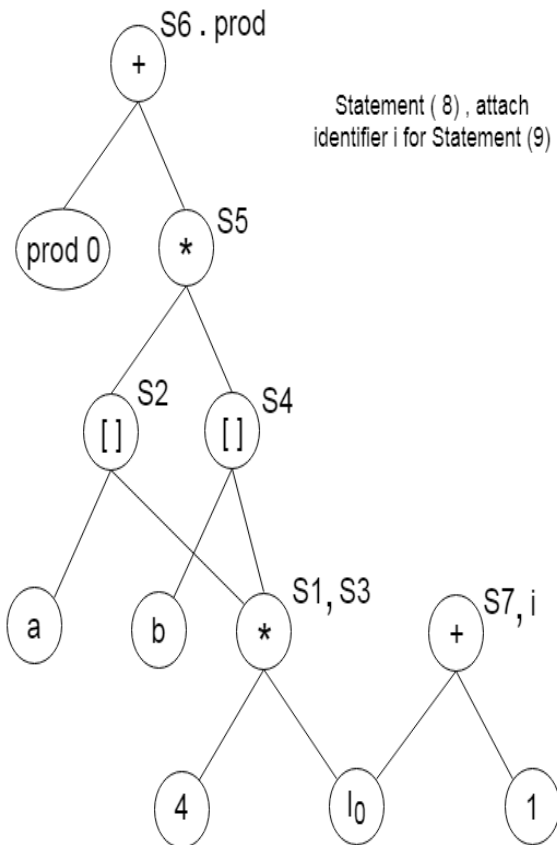 S6 . prod
+
Statement ( 8) , attach
identifier i for Statement (9)
prod 0
*
S5
[ ]
S2
[ ]
S4
a
b
*
S1, S3
+
S7, i
4
I0
1